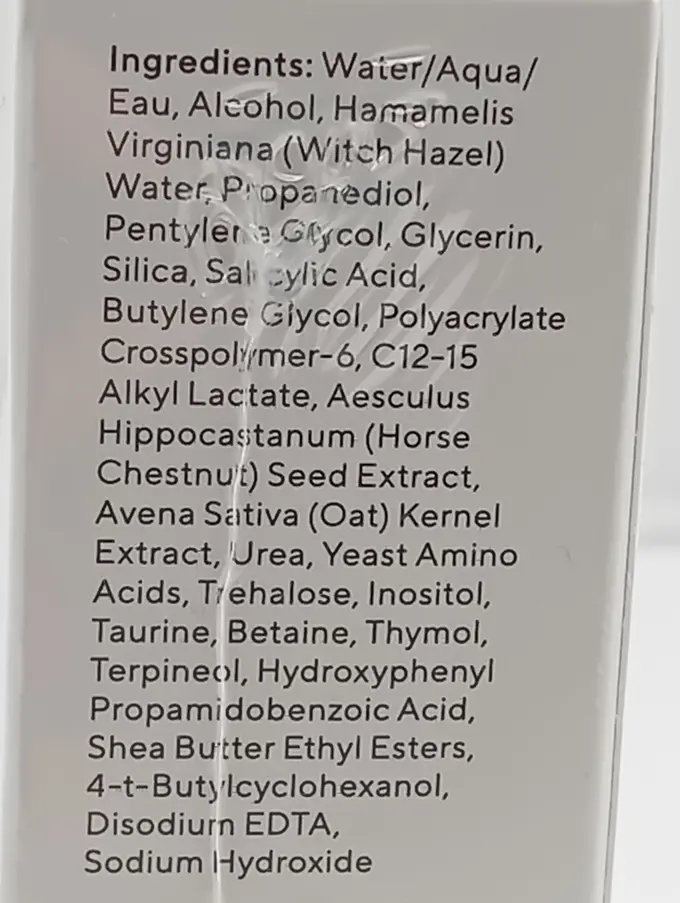 Ingredients: Water/Aqua/
Eau, Alcohol, Hamamelis
Virginiana (Witch Hazel)
Water, Propanediol,
Pentylene Glycol, Glycerin,
Silica, Salicylic Acid,
Butylene Glycol, Polyacrylate
Crosspolymer-6, C12-15
Alkyl Lactate, Aesculus
Hippocastanum (Horse
Chestnut) Seed Extract,
Avena Sativa (Oat) Kernel
Extract, Urea, Yeast Amino
Acids, Trehalose, Inositol,
Taurine, Betaine, Thymol,
Terpineol, Hydroxyphenyl
Propamidobenzoic Acid,
Shea Butter Ethyl Esters,
4-t-Butylcyclohexanol,
Disodium EDTA,
Sodium Hydroxide